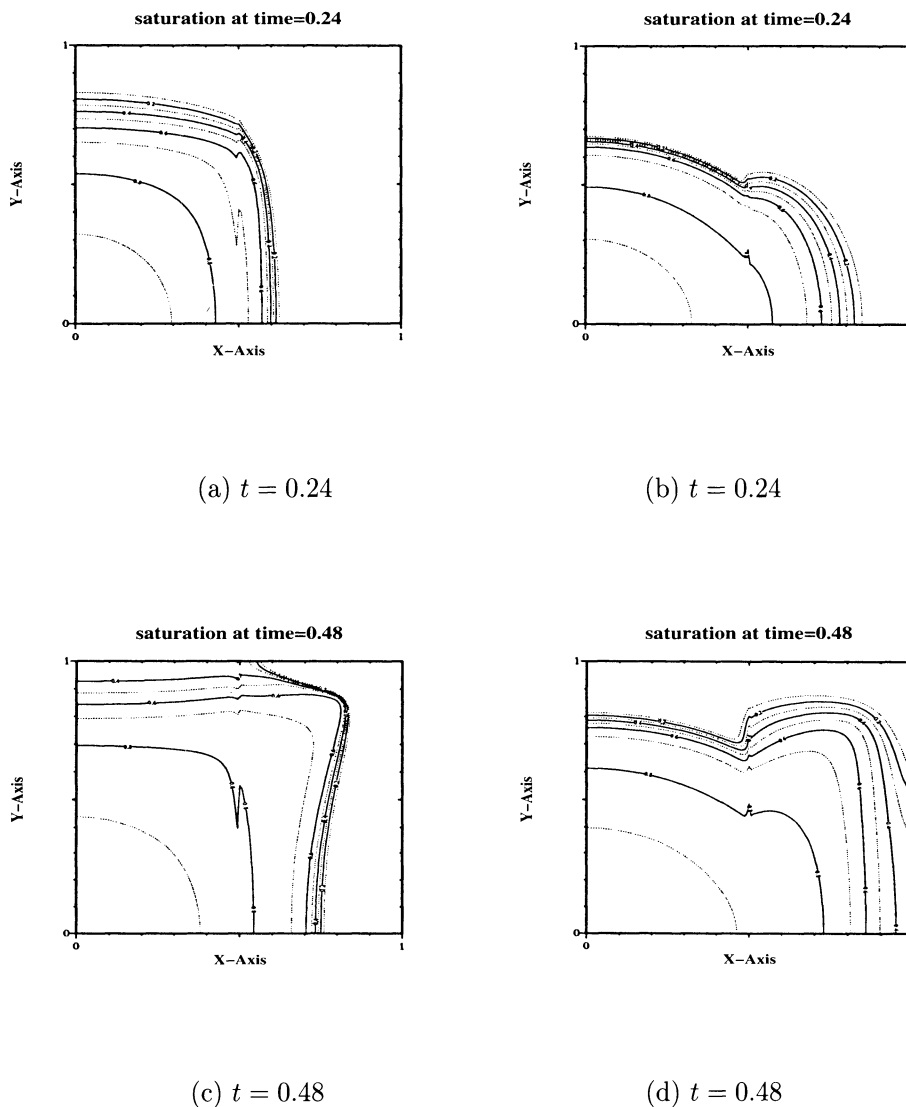 saturation at time=0.24
saturation at time=0.24
1
Y-Axis
0
0
X-Axis
1
1
Y-Axis
0
0
X-Axis
(a) t = 0.24
(b) t = 0.24
saturation at time=0.48
saturation at time=0.48
1
Y-Axis
0
0
X-Axis
1
1
Y-Axis
0
0
X-Axis
(c) t = 0.48
(d) t = 0.48